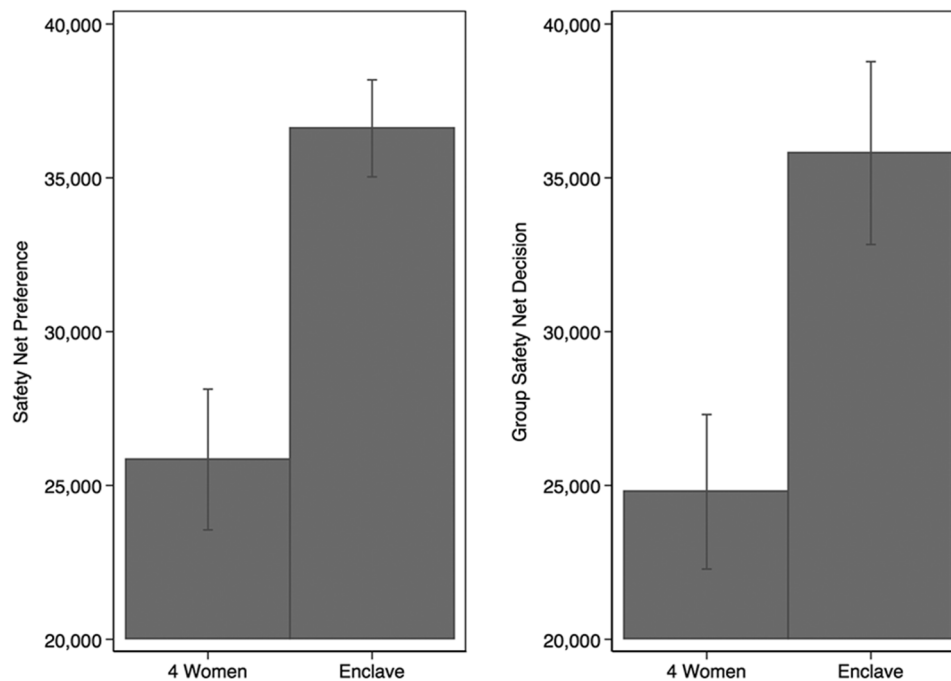 40,000
35,000
30,000
25,000
20,000
Safety Net Preference
4 Women
Enclave
40,000
35,000
30,000
25,000
20,000
Group Safety Net Decision
4 Women
Enclave